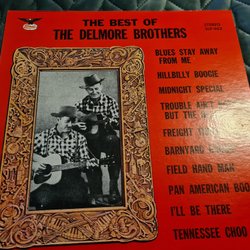 THE BEST OF
THE DELMORE BROTHERS
STEREO
BLUES STAY AWAY
FROM ME
HILLBILLY BOOGIE
MIDNIGHT SPECIAL
TROUBLE AIN'T
BUT THE
FREIGHT
BARNYARD
FIELD HAND MAN
PAN AMERICAN BOO
I'LL BE THERE
TENNESSEE CHOO